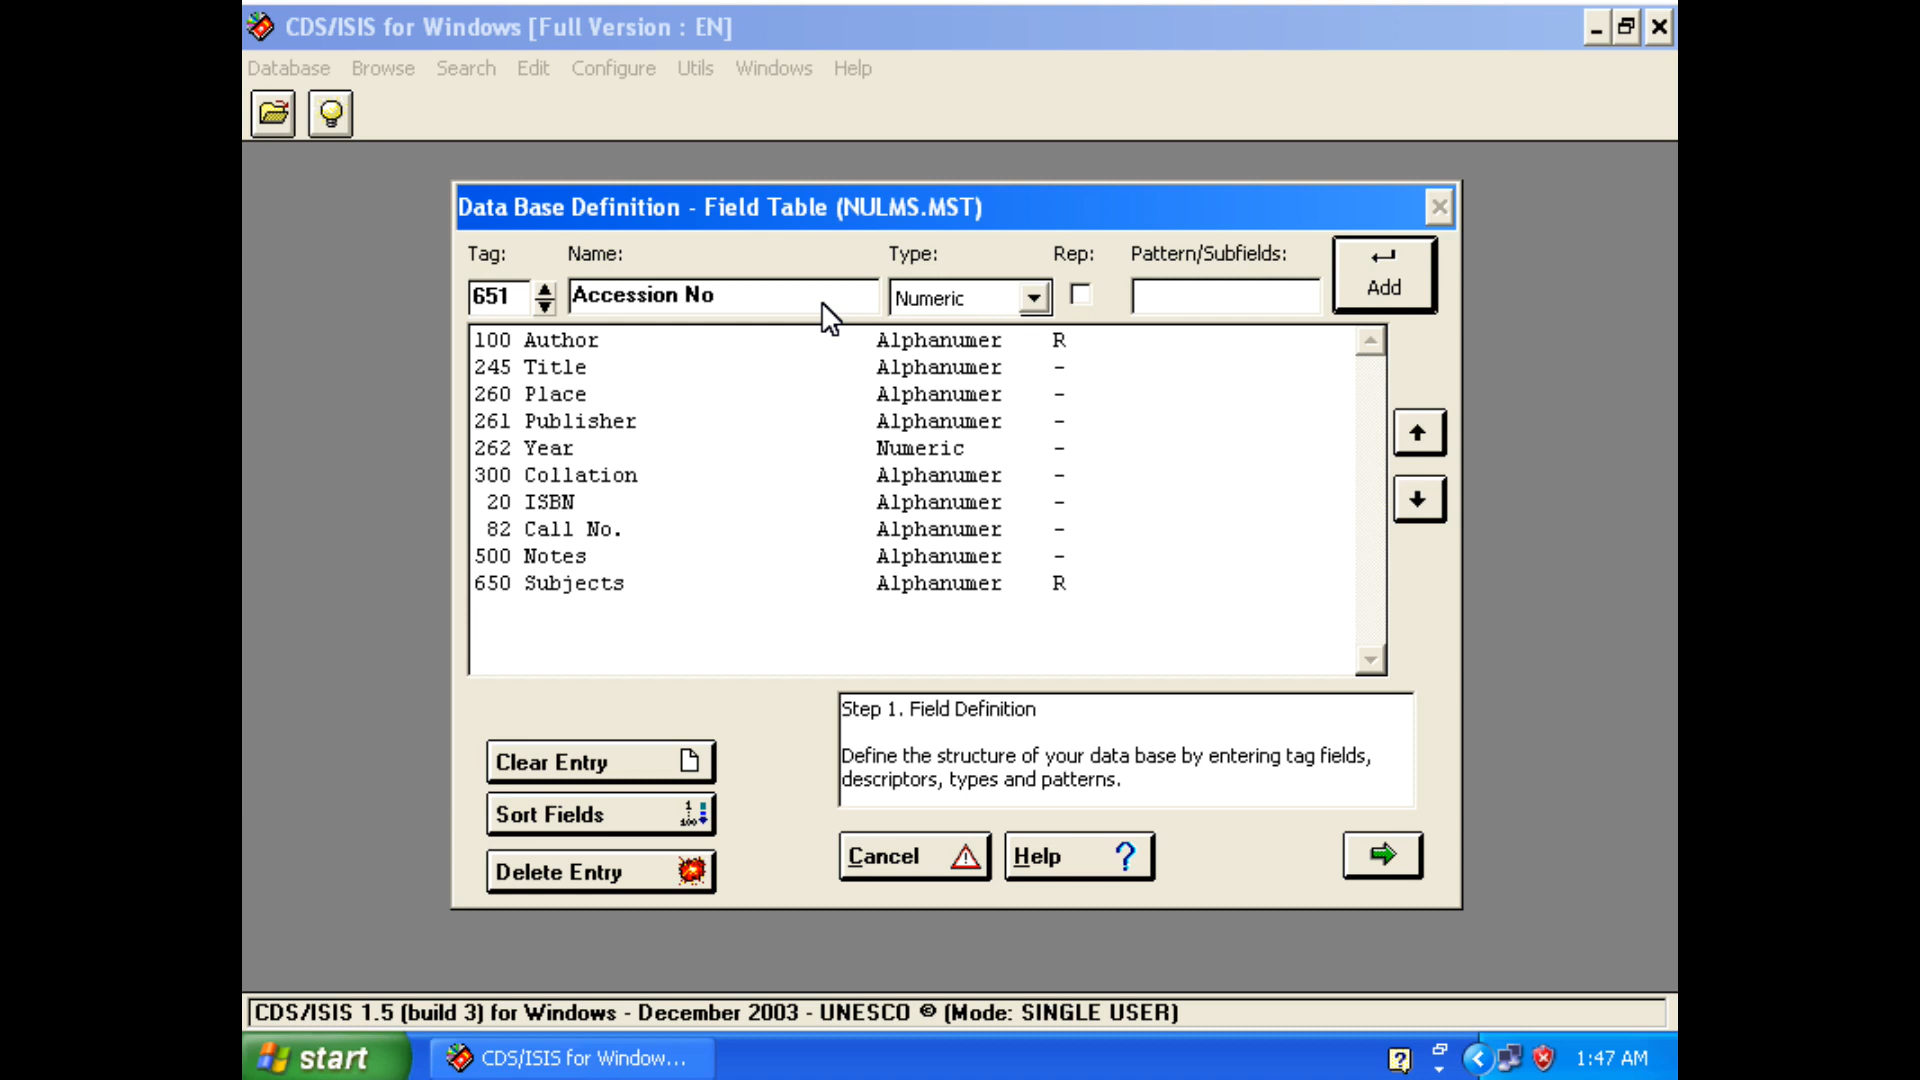 CDS/ISIS for Windows [Full Version : EN]
Database Browse Search Edit Configure Utils Windows Help
Data Base Definition - Field Table (NULMS.MST)
Tag: Name: Type: Rep: Pattern/Subfields:
Add
651 Accession No Numeric
100 Author Alphanumer R
245 Title Alphanumer -
260 Place Alphanumer -
261 Publisher Alphanumer -
262 Year Numeric -
300 Collation Alphanumer -
20 ISBN Alphanumer -
82 Call No. Alphanumer -
500 Notes Alphanumer -
650 Subjects Alphanumer R
Step 1. Field Definition
Define the structure of your data base by entering tag fields,
descriptors, types and patterns.
Clear Entry
Sort Fields 1 100
Delete Entry
Cancel Help ?
CDS/ISIS 1.5 (build 3) for Windows - December 2003 - UNESCO © (Mode: SINGLE USER)
start CDS/ISIS for Window... ? 1:47 AM